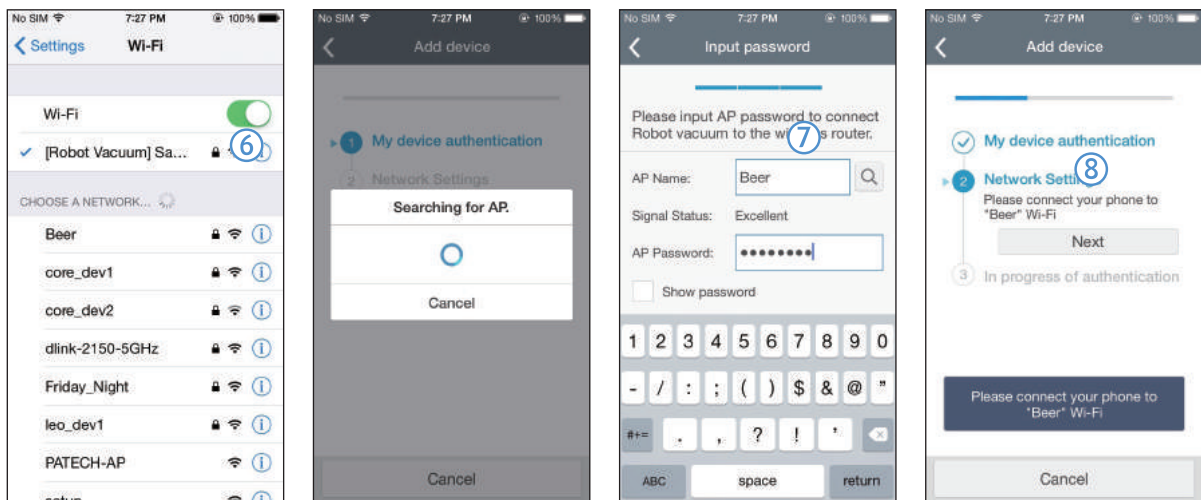 No SIM 7:27 PM 100%
Settings Wi-Fi
Wi-Fi
⑥
[Robot Vacuum] Sa...
CHOOSE A NETWORK...
Beer
core_dev1
core_dev2
dlink-2150-5GHz
Friday_Night
leo_dev1
PATECH-AP
No SIM 7:27 PM 100%
Add device
1 My device authentication
2 Network Settings
Searching for AP.
Cancel
Cancel
No SIM 7:27 PM 100%
Input password
Please input AP password to connect
Robot vacuum to the router.
⑦
AP Name: Beer
Signal Status: Excellent
AP Password: ••••••••
Show password
1 2 3 4 5 6 7 8 9 0
- / : ; ( ) $ & @ "
#+= . , ? ! '
ABC space return
No SIM 7:27 PM 100%
Add device
My device authentication
2 Network
⑧
Please connect your phone to
"Beer" Wi-Fi
Next
3 In progress of authentication
Please connect your phone to
"Beer" Wi-Fi
Cancel